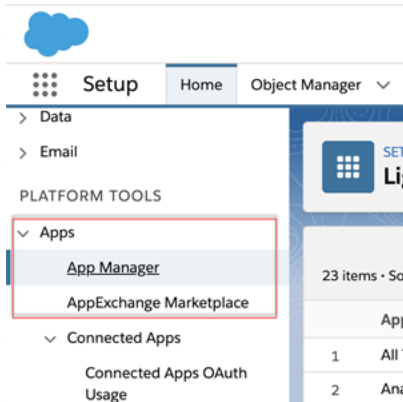 Setup Home Object Manager
Data
Email
PLATFORM TOOLS
Apps
App Manager
AppExchange Marketplace
23 items •
Connected Apps
1 All
Connected Apps OAuth
Usage
2